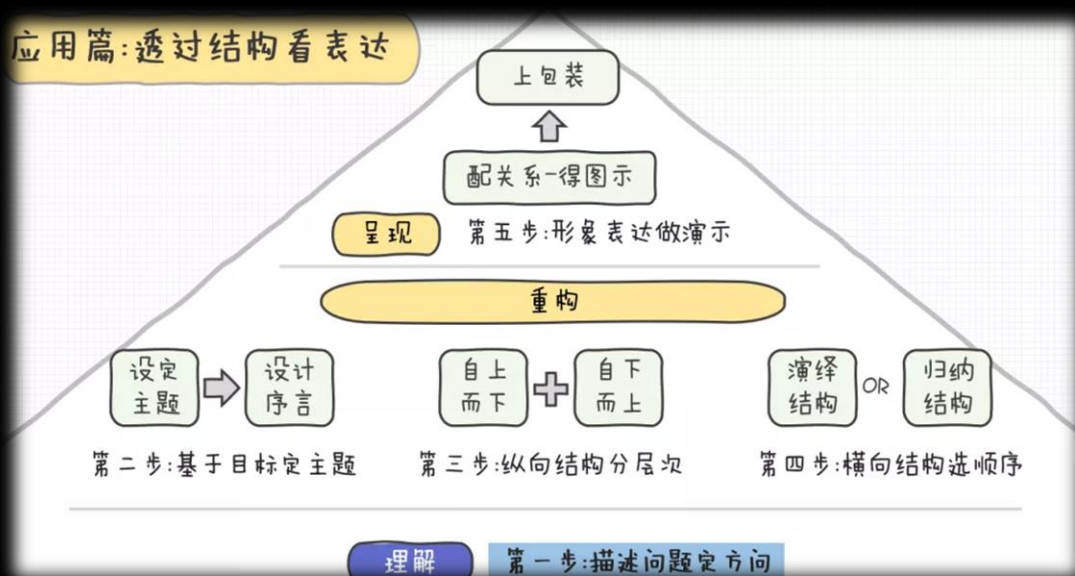 应用篇:透过结构看表达
上包装
配关系-得图示
呈现
第五步:形象表达做演示
重构
设定
主题
设计
序言
自上
而下
自下
而上
演绎
结构
OR
归纳
结构
第二步:基于目标定主题
第三步:纵向结构分层次
第四步:横向结构选顺序
理解
第一步:描述问题定方问